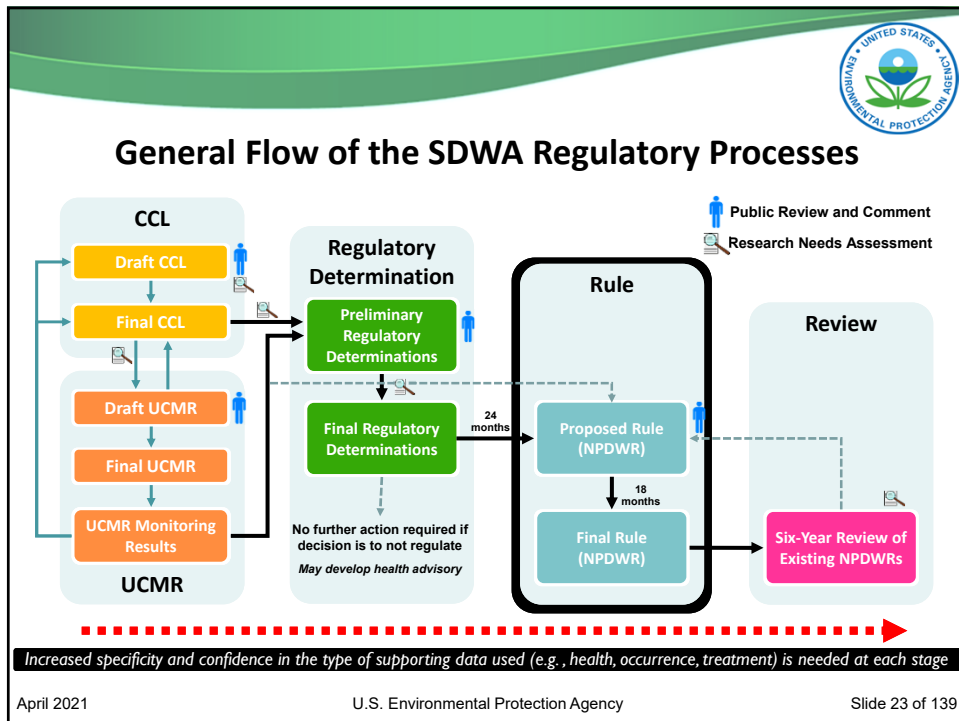 UNITED STATES
ENVIRONMENTAL PROTECTION AGENCY
General Flow of the SDWA Regulatory Processes
Public Review and Comment
Research Needs Assessment
CCL
Draft CCL
Final CCL
Draft UCMR
Final UCMR
UCMR Monitoring
Results
UCMR
Regulatory
Determination
Preliminary
Regulatory
Determinations
Final Regulatory
Determinations
No further action required if
decision is to not regulate
May develop health advisory
24
months
Rule
Proposed Rule
(NPDWR)
18
months
Final Rule
(NPDWR)
Review
Six-Year Review of
Existing NPDWRs
Increased specificity and confidence in the type of supporting data used (e.g., health, occurrence, treatment) is needed at each stage
April 2021
U.S. Environmental Protection Agency
Slide 23 of 139